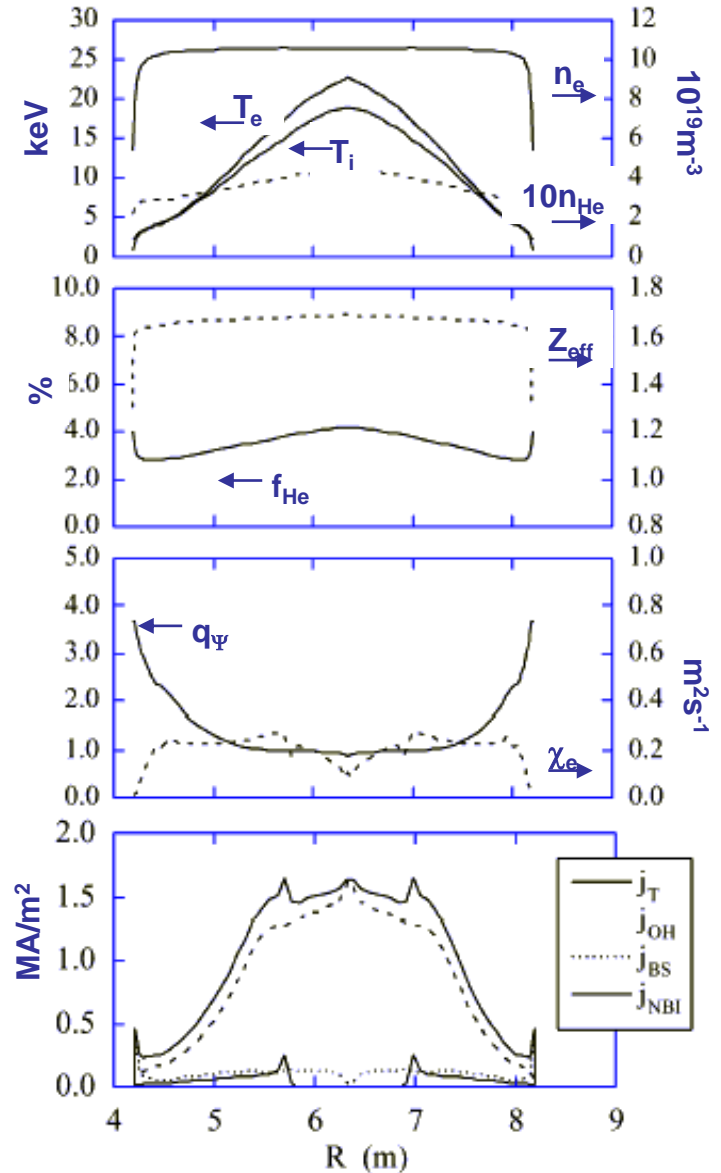 30
25
20
15
10
5
0
keV
T_e
T_i
n_e
10n_He
12
10
8
6
4
2
0
10^19 m^-3
10.0
8.0
6.0
4.0
2.0
0.0
%
Z_eff
f_He
1.8
1.6
1.4
1.2
1.0
0.8
5.0
4.0
3.0
2.0
1.0
0.0
q_Ψ
χ_e
1.0
0.8
0.6
0.4
0.2
0.0
m^2s^-1
2.0
1.5
1.0
0.5
0.0
MA/m^2
j_T
j_OH
j_BS
j_NBI
4 5 6 7 8 9
R (m)